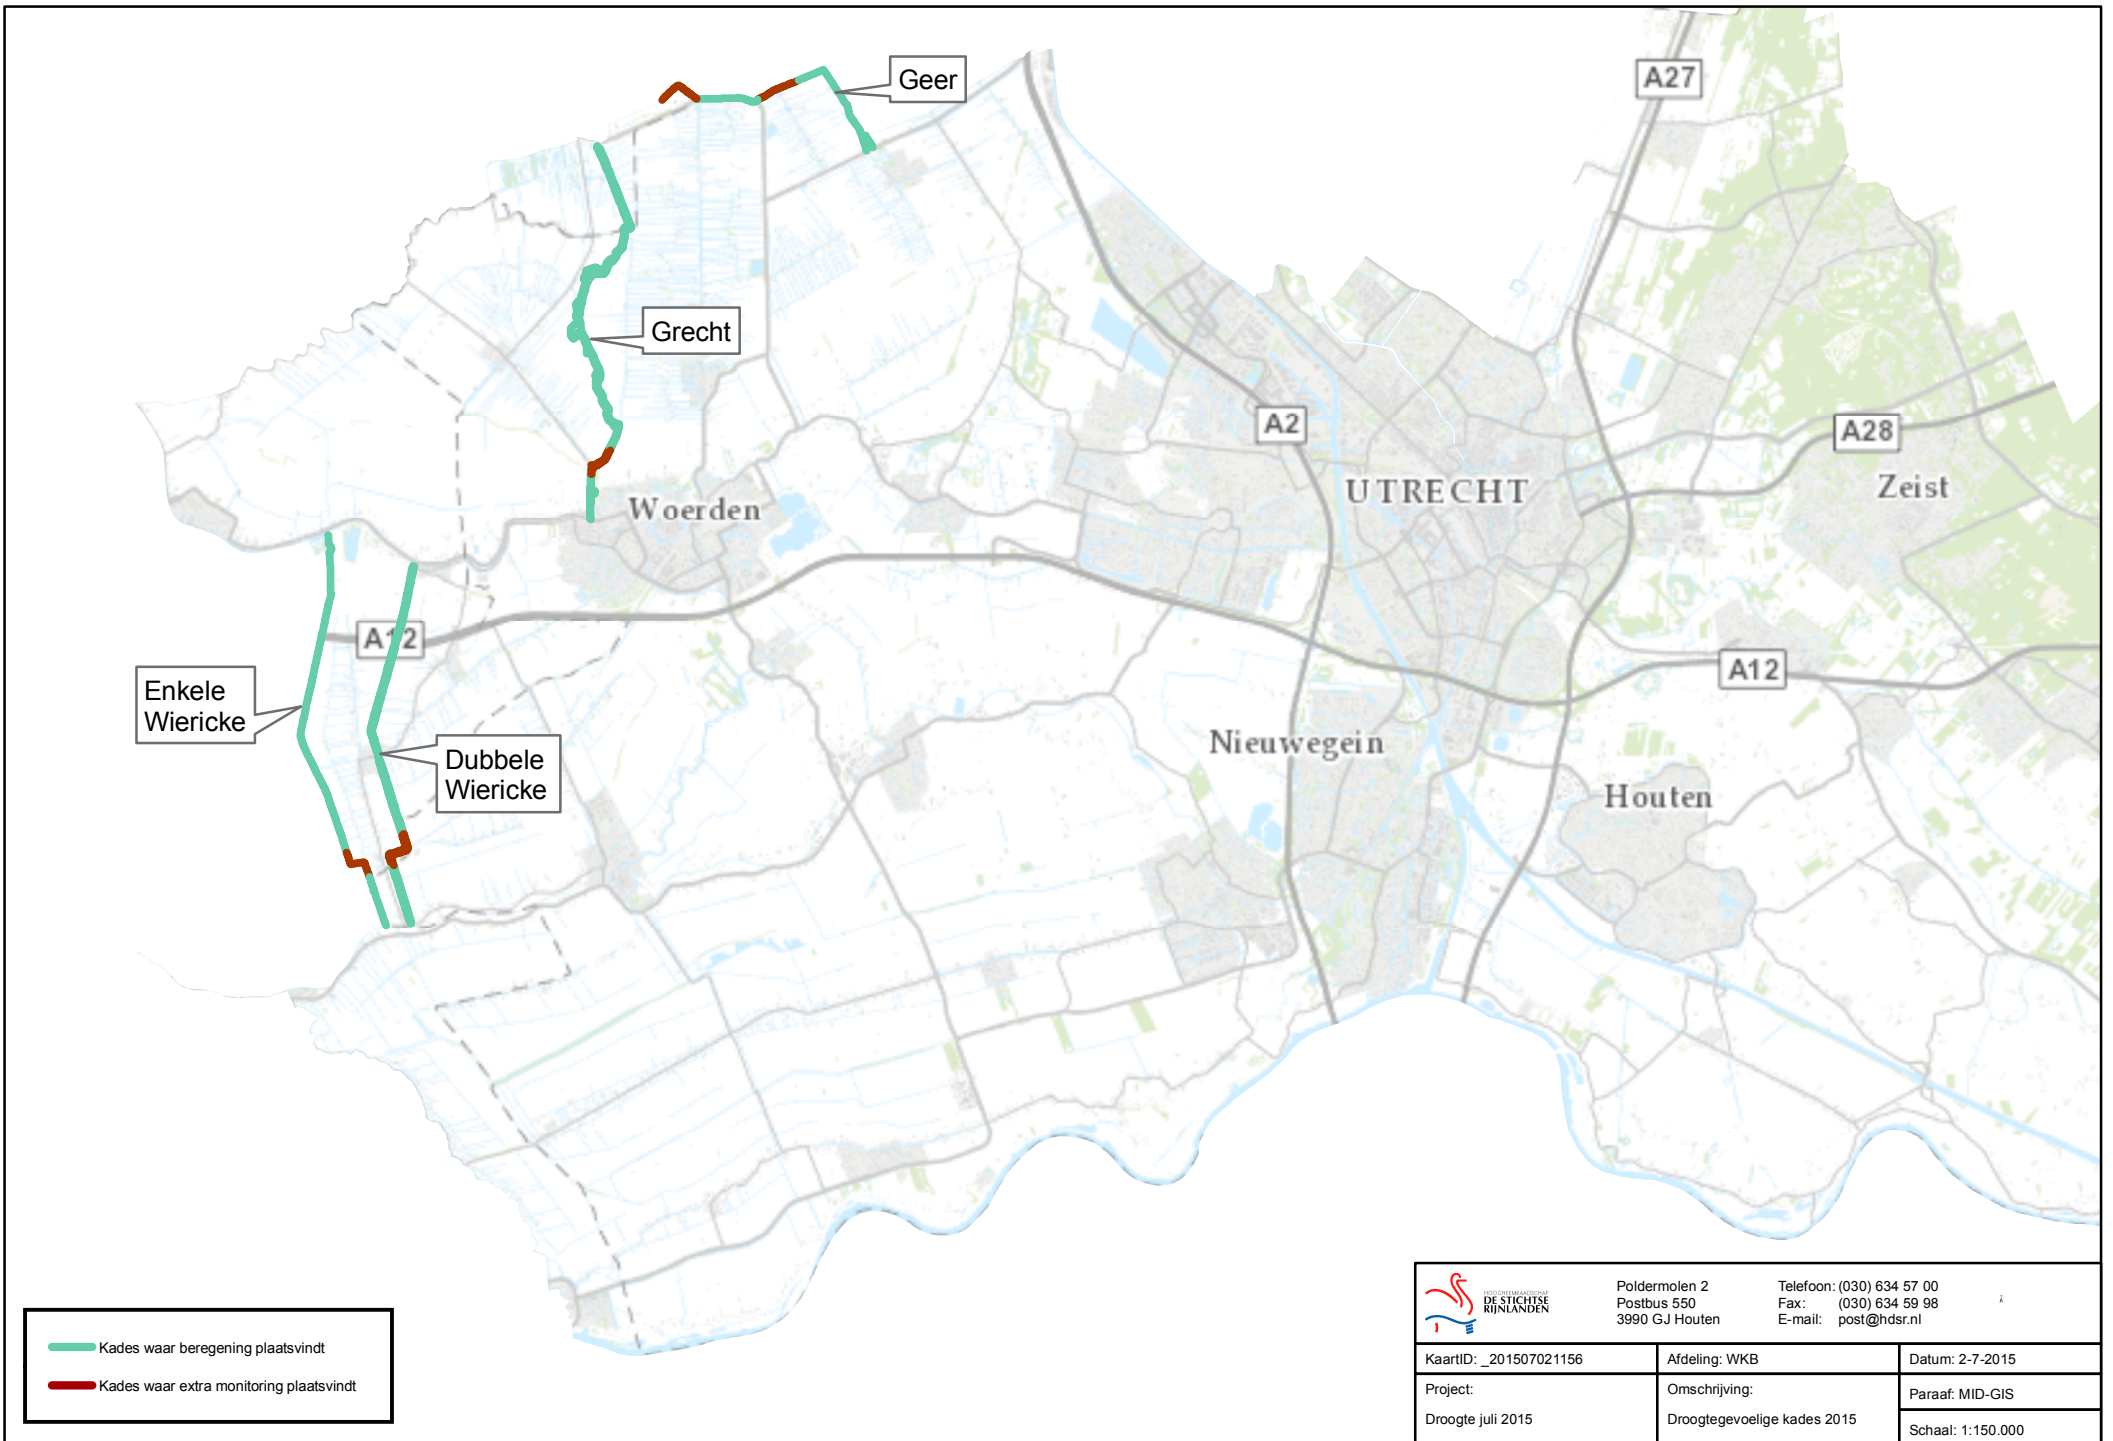 Geer
A27
Grecht
A2
A28
UTRECHT
Zeist
Woerden
A12
A12
Enkele
Wiericke
Dubbele
Wiericke
Nieuwegein
Houten
Kades waar beregening plaatsvindt
Kades waar extra monitoring plaatsvindt
HOOGHEEMRAADSCHAP
DE STICHTSE
RIJNLANDEN
Poldermolen 2
Postbus 550
3990 GJ Houten
Telefoon: (030) 634 57 00
Fax: (030) 634 59 98
E-mail: post@hdsr.nl
KaartID: _201507021156
Afdeling: WKB
Datum: 2-7-2015
Project:
Droogte juli 2015
Omschrijving:
Droogtegevoelige kades 2015
Paraaf: MID-GIS
Schaal: 1:150.000